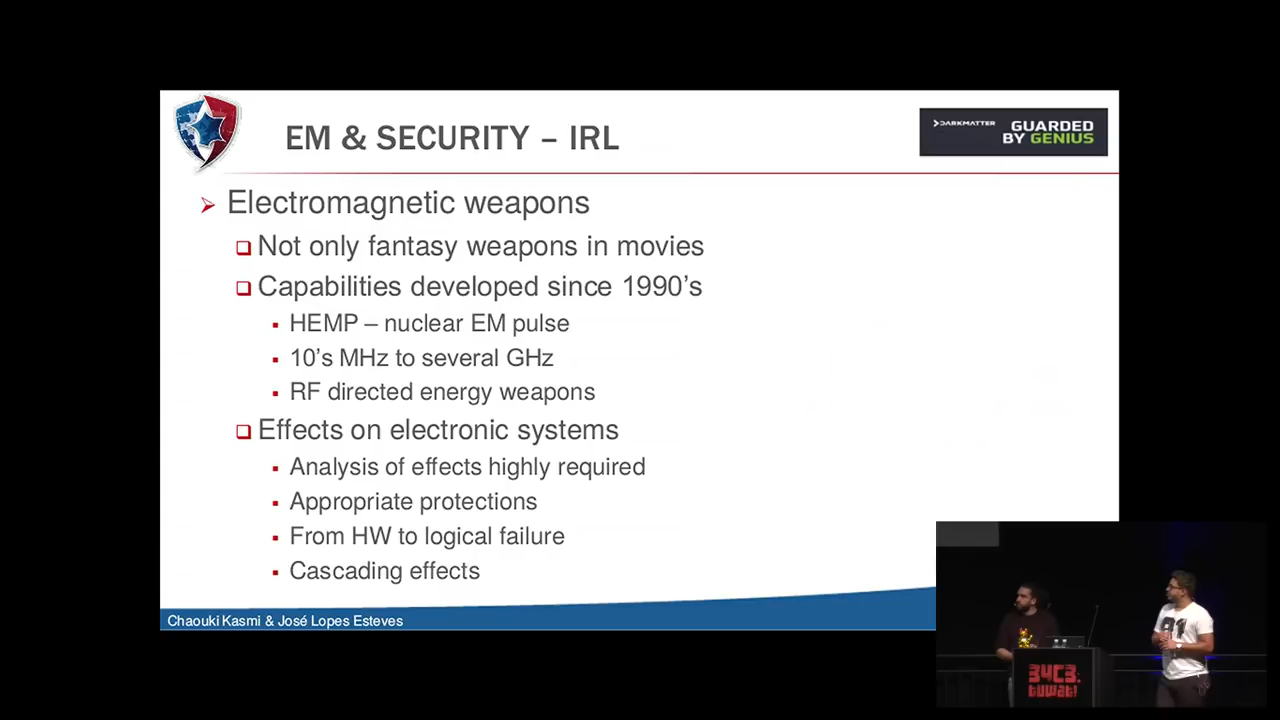 EM & SECURITY – IRL
DARKMATTER
GUARDED
BY GENIUS
Electromagnetic weapons
Not only fantasy weapons in movies
Capabilities developed since 1990's
HEMP – nuclear EM pulse
10's MHz to several GHz
RF directed energy weapons
Effects on electronic systems
Analysis of effects highly required
Appropriate protections
From HW to logical failure
Cascading effects
Chaouki Kasmi & José Lopes Esteves
34C3.
tuwat!